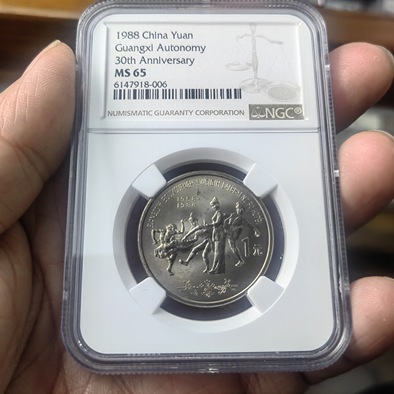 1988 China Yuan
Guangxi Autonomy
30th Anniversary
MS 65
6147918-006
NUMISMATIC GUARANTY CORPORATION
NGC®
1958
1988
1元